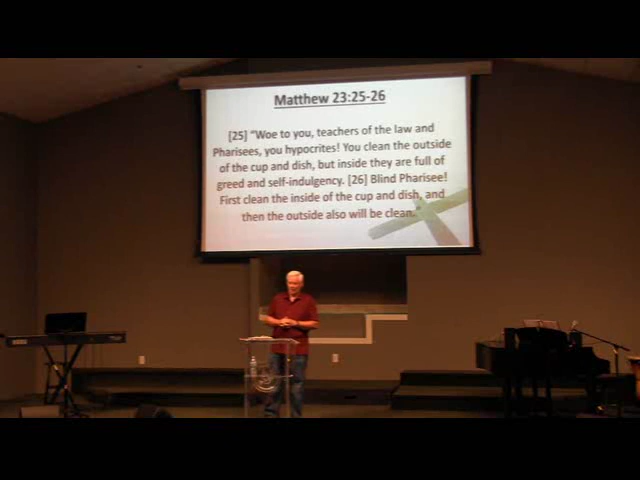 Matthew 23:25-26
[25] "Woe to you, teachers of the law and
Pharisees, you hypocrites! You clean the outside
of the cup and dish, but inside they are full of
greed and self-indulgency. [26] Blind Pharisee!
First clean the inside of the cup and dish, and
then the outside also will be clean.